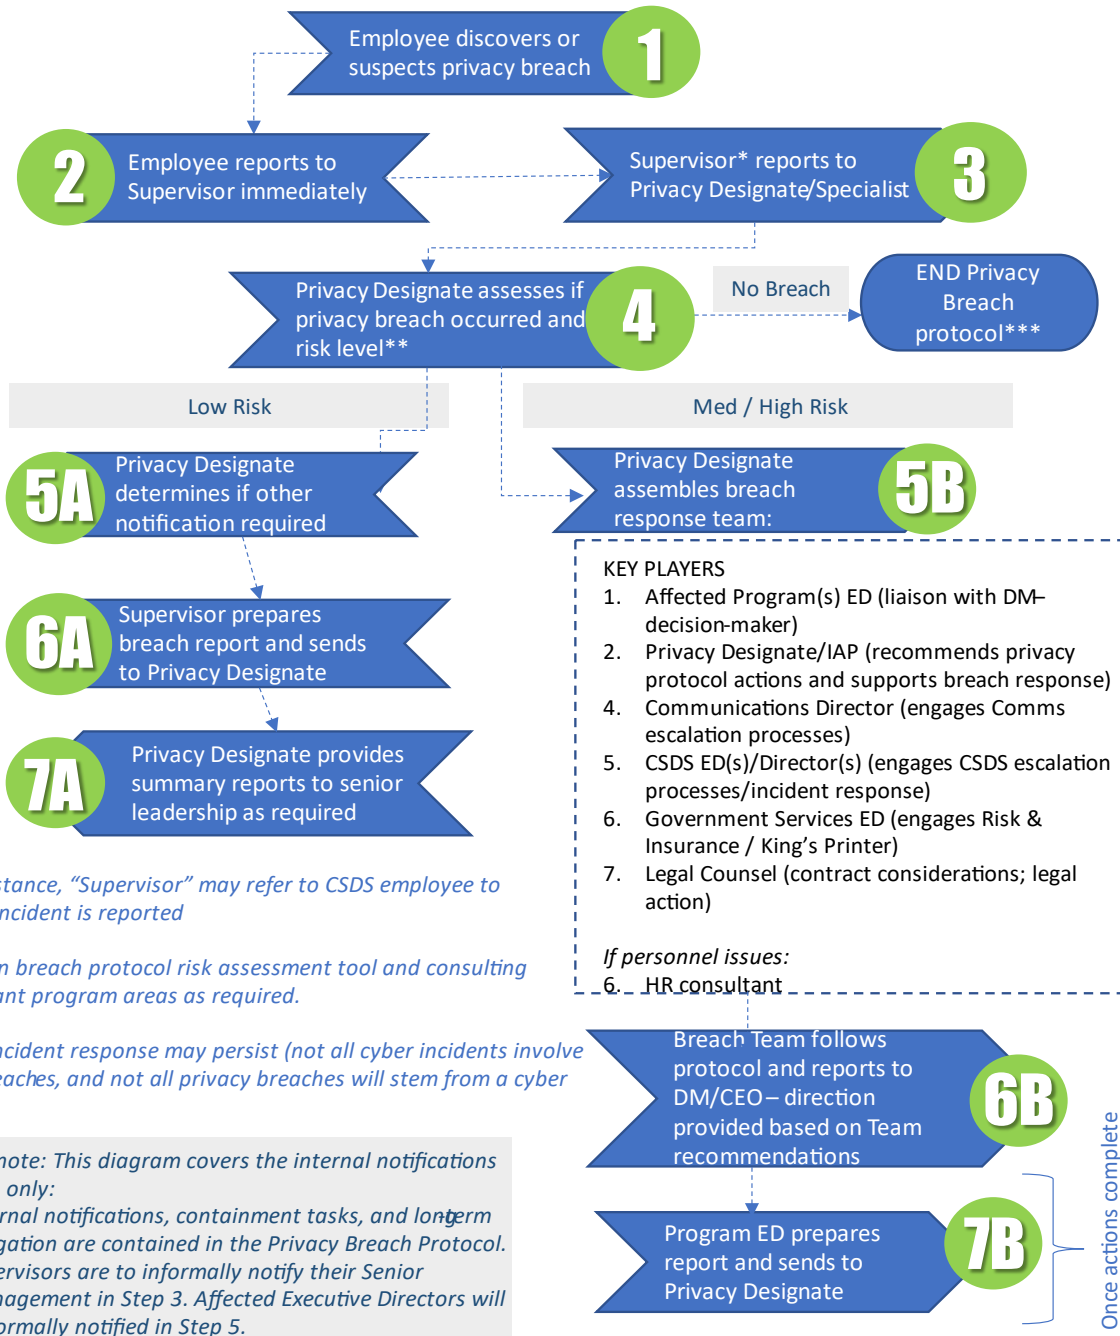 Employee discovers or
suspects privacy breach
1
2
Employee reports to
Supervisor immediately
Supervisor* reports to
Privacy Designate/Specialist
3
Privacy Designate assesses if
privacy breach occurred and
risk level**
4
No Breach
END Privacy
Breach
protocol***
Low Risk
Med / High Risk
5A
Privacy Designate
determines if other
notification required
Privacy Designate
assembles breach
response team:
5B
6A
Supervisor prepares
breach report and sends
to Privacy Designate
7A
Privacy Designate provides
summary reports to senior
leadership as required
KEY PLAYERS
1. Affected Program(s) ED (liaison with DM–
decision-maker)
2. Privacy Designate/IAP (recommends privacy
protocol actions and supports breach response)
4. Communications Director (engages Comms
escalation processes)
5. CSDS ED(s)/Director(s) (engages CSDS escalation
processes/incident response)
6. Government Services ED (engages Risk &
Insurance / King's Printer)
7. Legal Counsel (contract considerations; legal
action)
If personnel issues:
6. HR consultant
stance, “Supervisor” may refer to CSDS employee to
incident is reported
n breach protocol risk assessment tool and consulting
ant program areas as required.
ncident response may persist (not all cyber incidents involve
eaches, and not all privacy breaches will stem from a cyber
Breach Team follows
protocol and reports to
DM/CEO – direction
provided based on Team
recommendations
6B
Program ED prepares
report and sends to
Privacy Designate
7B
Once actions complete
note: This diagram covers the internal notifications
only:
rnal notifications, containment tasks, and long-term
gation are contained in the Privacy Breach Protocol.
ervisors are to informally notify their Senior
nagement in Step 3. Affected Executive Directors will
ormally notified in Step 5.